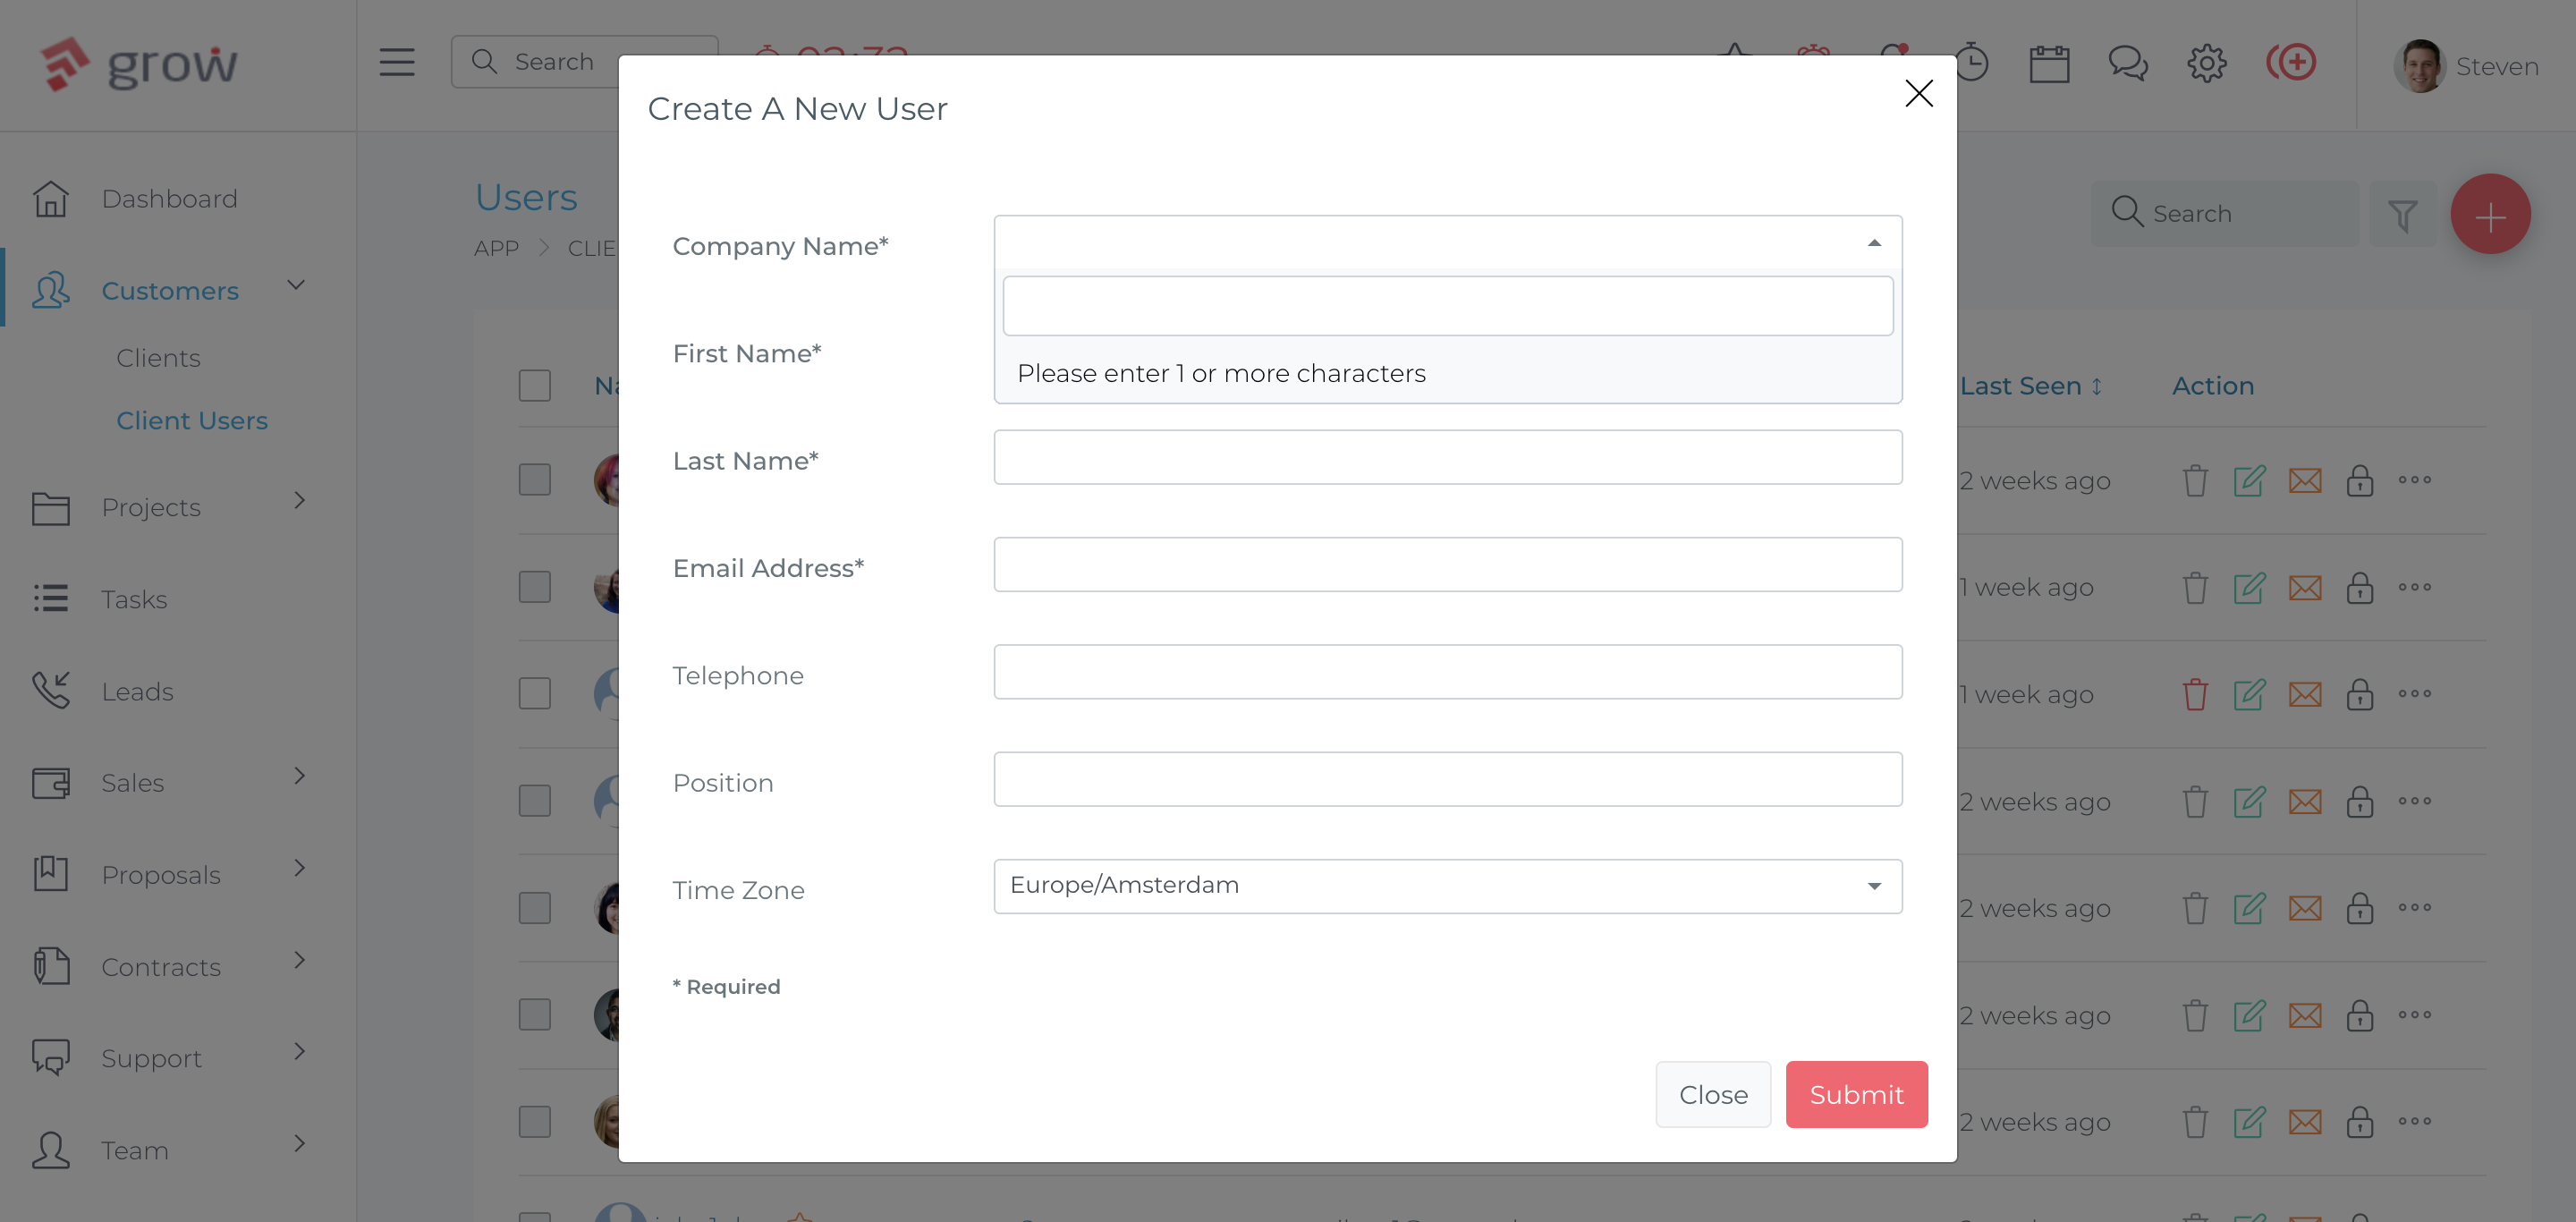 grow
Search
Steven
Create A New User
Dashboard
Users
Search
Company Name*
APP
Customers
First Name*
Clients
Please enter 1 or more characters
Last Seen
Action
Client Users
Last Name*
2 weeks ago
Projects
Email Address*
1 week ago
Tasks
Telephone
1 week ago
Leads
Position
2 weeks ago
Sales
Time Zone
Europe/Amsterdam
Proposals
2 weeks ago
Contracts
* Required
2 weeks ago
Support
Close
Submit
2 weeks ago
Team